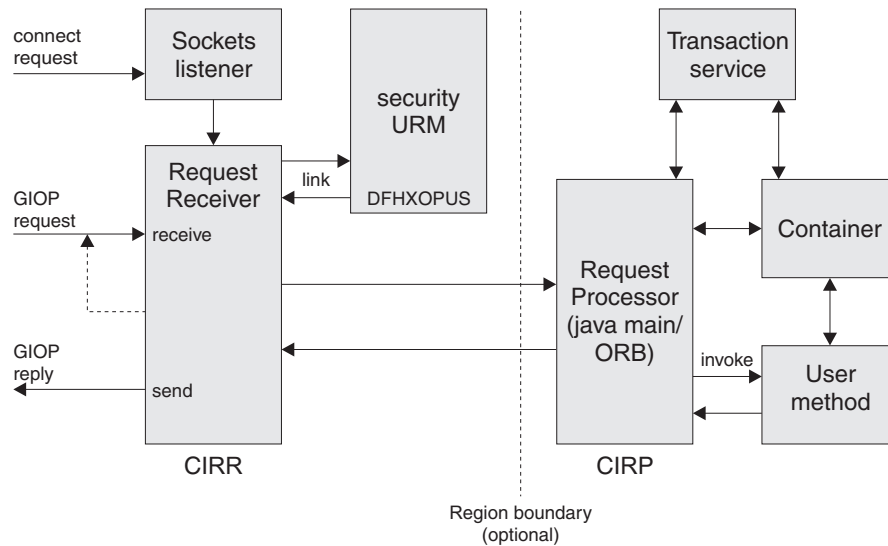 connect
request
Sockets
listener
security
URM
DFHXOPUS
Transaction
service
Request
Receiver
link
GIOP
request
receive
Container
Request
Processor
(java main/
ORB)
GIOP
reply
send
invoke
User
method
CIRR
CIRP
Region boundary
(optional)